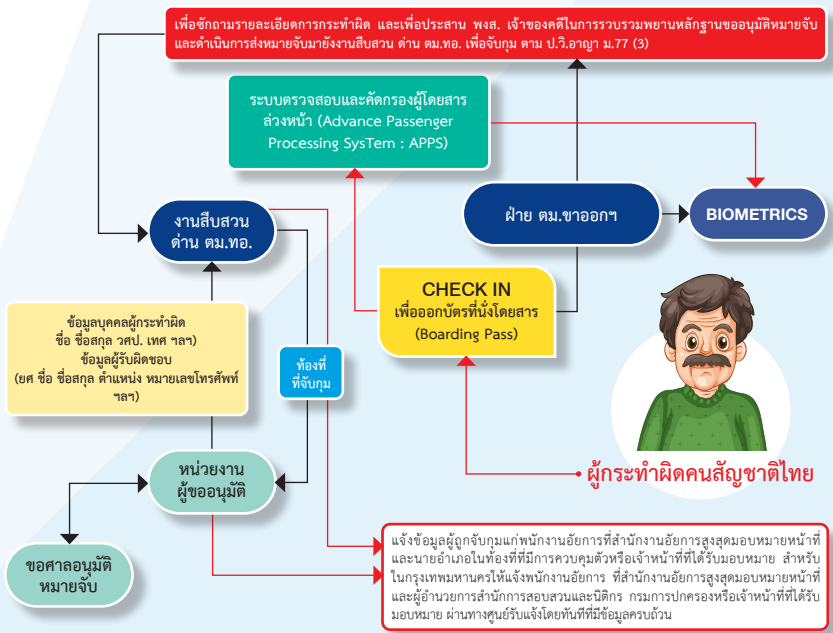 เพื่อซักถามรายละเอียดการกระทำผิด และเพื่อประสาน พงส. เจ้าของคดีในการรวบรวมพยานหลักฐานขออนุมัติหมายจับ
และดำเนินการส่งหมายจับมายังงานสืบสวน ด่าน ตม.ทอ. เพื่อจับกุม ตาม ป.วิ.อาญา ม.77 (3)
ระบบตรวจสอบและคัดกรองผู้โดยสาร
ล่วงหน้า (Advance Passenger
Processing SysTem : APPS)
งานสืบสวน
ด่าน ตม.ทอ.
ฝ่าย ตม.ขาออกฯ
BIOMETRICS
CHECK IN
เพื่อออกบัตรที่นั่งโดยสาร
(Boarding Pass)
ข้อมูลบุคคลผู้กระทำผิด
ชื่อ ชื่อสกุล วศป. เทศ ฯลฯ)
ข้อมูลผู้รับผิดชอบ
(ยศ ชื่อ ชื่อสกุล ตำแหน่ง หมายเลขโทรศัพท์
ฯลฯ)
ท้องที่
ที่จับกุม
หน่วยงาน
ผู้ขออนุมัติ
ผู้กระทำผิดคนสัญชาติไทย
ขอศาลอนุมัติ
หมายจับ
แจ้งข้อมูลผู้ถูกจับกุมแก่พนักงานอัยการที่สำนักงานอัยการสูงสุดมอบหมายหน้าที่
และนายอำเภอในท้องที่ที่มีการควบคุมตัวหรือเจ้าหน้าที่ที่ได้รับมอบหมาย สำหรับ
ในกรุงเทพมหานครให้แจ้งพนักงานอัยการ ที่สำนักงานอัยการสูงสุดมอบหมายหน้าที่
และผู้อำนวยการสำนักการสอบสวนและนิติกร กรมการปกครองหรือเจ้าหน้าที่ที่ได้รับ
มอบหมาย ผ่านทางศูนย์รับแจ้งโดยทันทีที่มีข้อมูลครบถ้วน